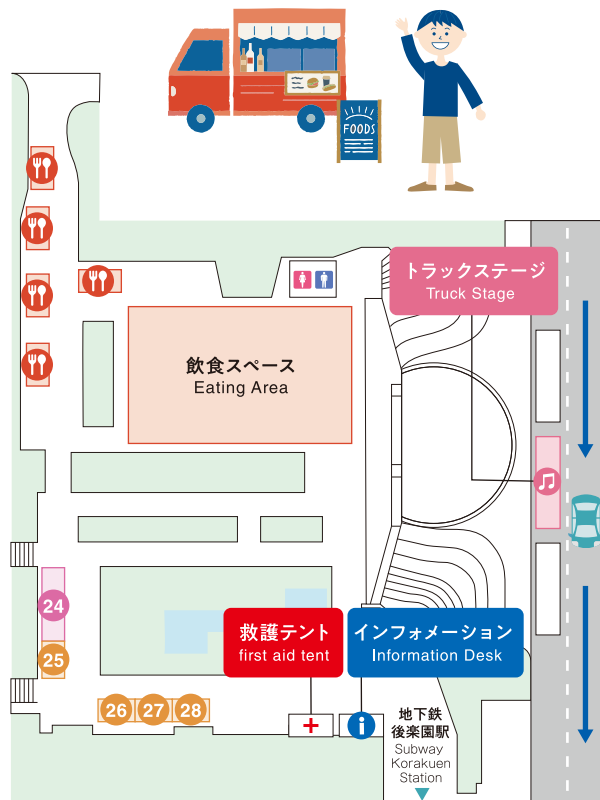 FOODS
トラックステージ
Truck Stage
飲食スペース
Eating Area
24
25
26 27 28
救護テント
first aid tent
インフォメーション
Information Desk
地下鉄
後楽園駅
Subway
Korakuen
Station